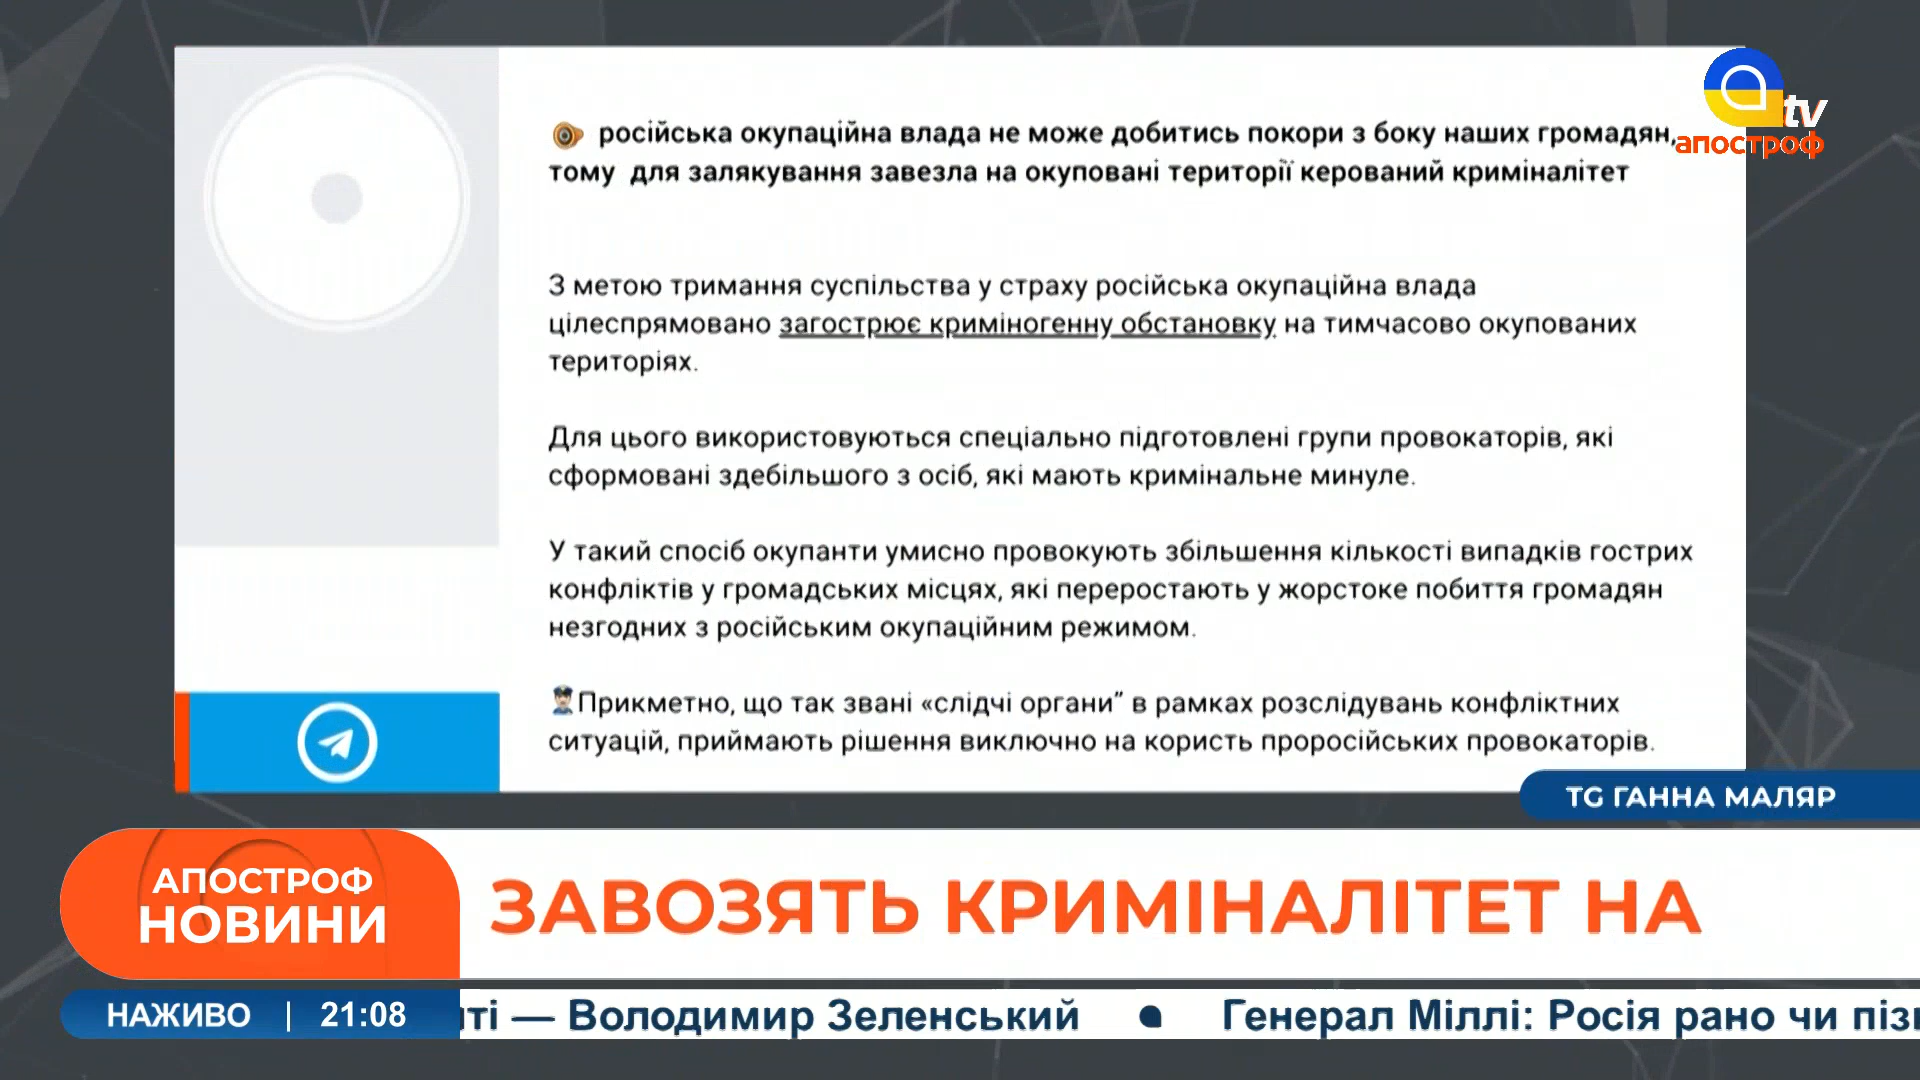 російська окупаційна влада не може добитись покори з боку наших громадян,
тому для залякування завезла на окуповані території керований криміналітет
З метою тримання суспільства у страху російська окупаційна влада
цілеспрямовано загострює криміногенну обстановку на тимчасово окупованих
територіях.
Для цього використовуються спеціально підготовлені групи провокаторів, які
сформовані здебільшого з осіб, які мають кримінальне минуле.
У такий спосіб окупанти умисно провокують збільшення кількості випадків гострих
конфліктів у громадських місцях, які переростають у жорстоке побиття громадян
незгодних з російським окупаційним режимом.
Прикметно, що так звані «слідчі органи” в рамках розслідувань конфліктних
ситуацій, приймають рішення виключно на користь проросійських провокаторів.
tv
апостроф
TG ГАННА МАЛЯР
АПОСТРОФ
НОВИНИ
ЗАВОЗЯТЬ КРИМІНАЛІТЕТ НА
НАЖИВО | 21:08
— Володимир Зеленський • Генерал Міллі: Росія рано чи